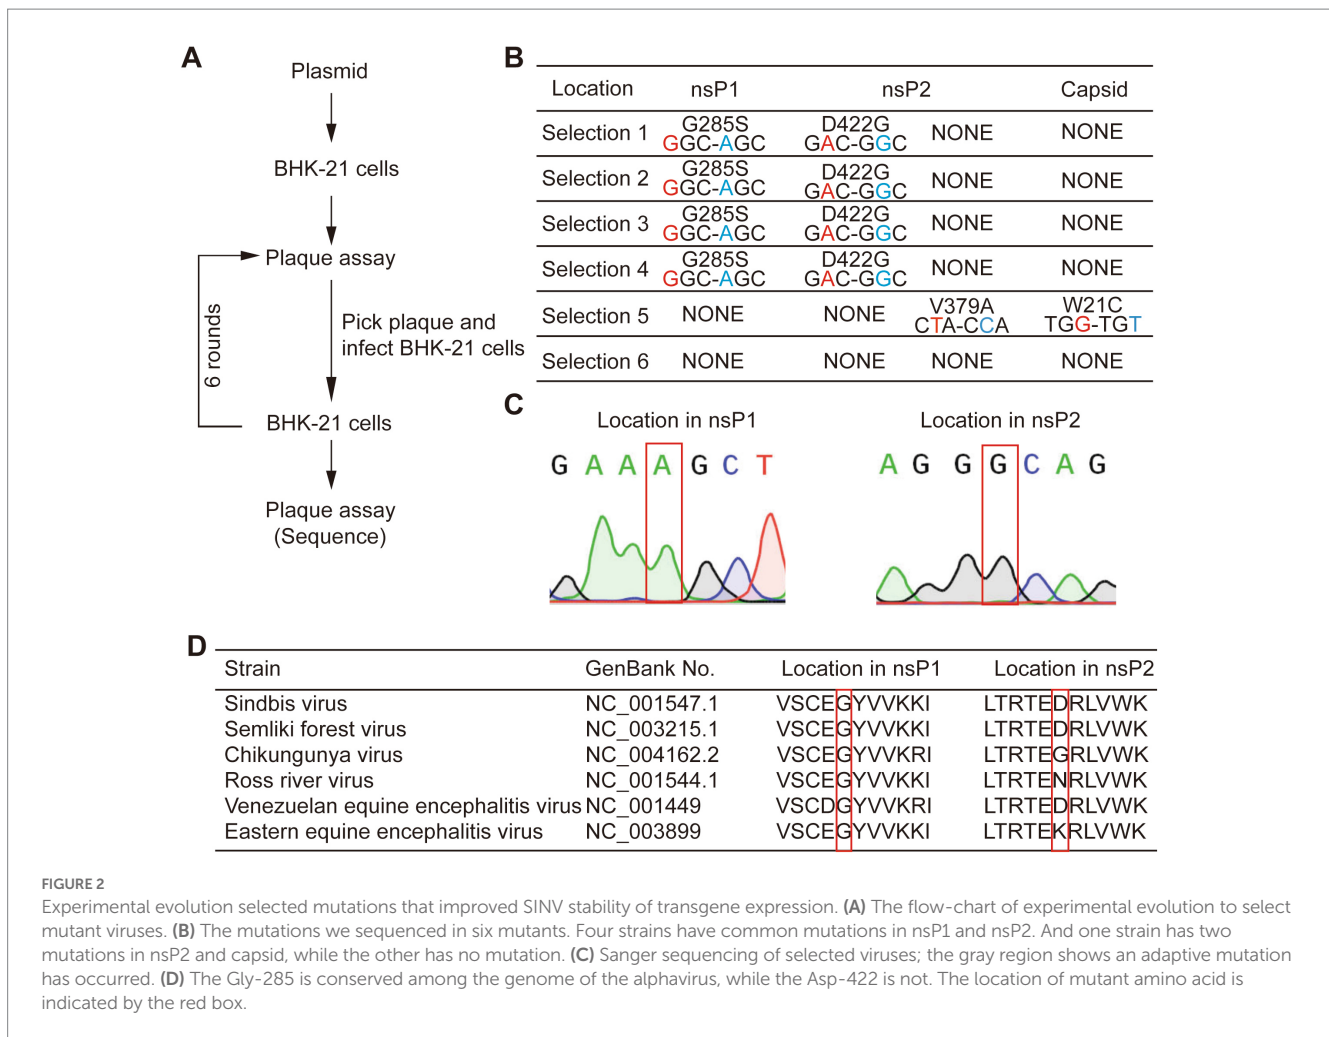 A
Plasmid
BHK-21 cells
Plaque assay
6 rounds
Pick plaque and
infect BHK-21 cells
BHK-21 cells
Plaque assay
(Sequence)
B
Location nsP1 nsP2 Capsid
Selection 1 G285S GGC-AGC D422G GAC-GGC NONE NONE
Selection 2 G285S GGC-AGC D422G GAC-GGC NONE NONE
Selection 3 G285S GGC-AGC D422G GAC-GGC NONE NONE
Selection 4 G285S GGC-AGC D422G GAC-GGC NONE NONE
Selection 5 NONE NONE V379A CTA-CCA W21C TGG-TGT
Selection 6 NONE NONE NONE NONE
C
Location in nsP1
G A A A G C T
Location in nsP2
A G G G C A G
D
Strain GenBank No. Location in nsP1 Location in nsP2
Sindbis virus NC_001547.1 VSCEGYVVKKI LTRTEDRLVWK
Semliki forest virus NC_003215.1 VSCEGYVVKKI LTRTEDRLVWK
Chikungunya virus NC_004162.2 VSCEGYVVKRI LTRTEGRLVWK
Ross river virus NC_001544.1 VSCEGYVVKKI LTRTENRLVWK
Venezuelan equine encephalitis virus NC_001449 VSCDGYVVKRI LTRTEDRLVWK
Eastern equine encephalitis virus NC_003899 VSCEGYVVKKI LTRTEKRLVWK
FIGURE 2
Experimental evolution selected mutations that improved SINV stability of transgene expression. (A) The flow-chart of experimental evolution to select
mutant viruses. (B) The mutations we sequenced in six mutants. Four strains have common mutations in nsP1 and nsP2. And one strain has two
mutations in nsP2 and capsid, while the other has no mutation. (C) Sanger sequencing of selected viruses; the gray region shows an adaptive mutation
has occurred. (D) The Gly-285 is conserved among the genome of the alphavirus, while the Asp-422 is not. The location of mutant amino acid is
indicated by the red box.